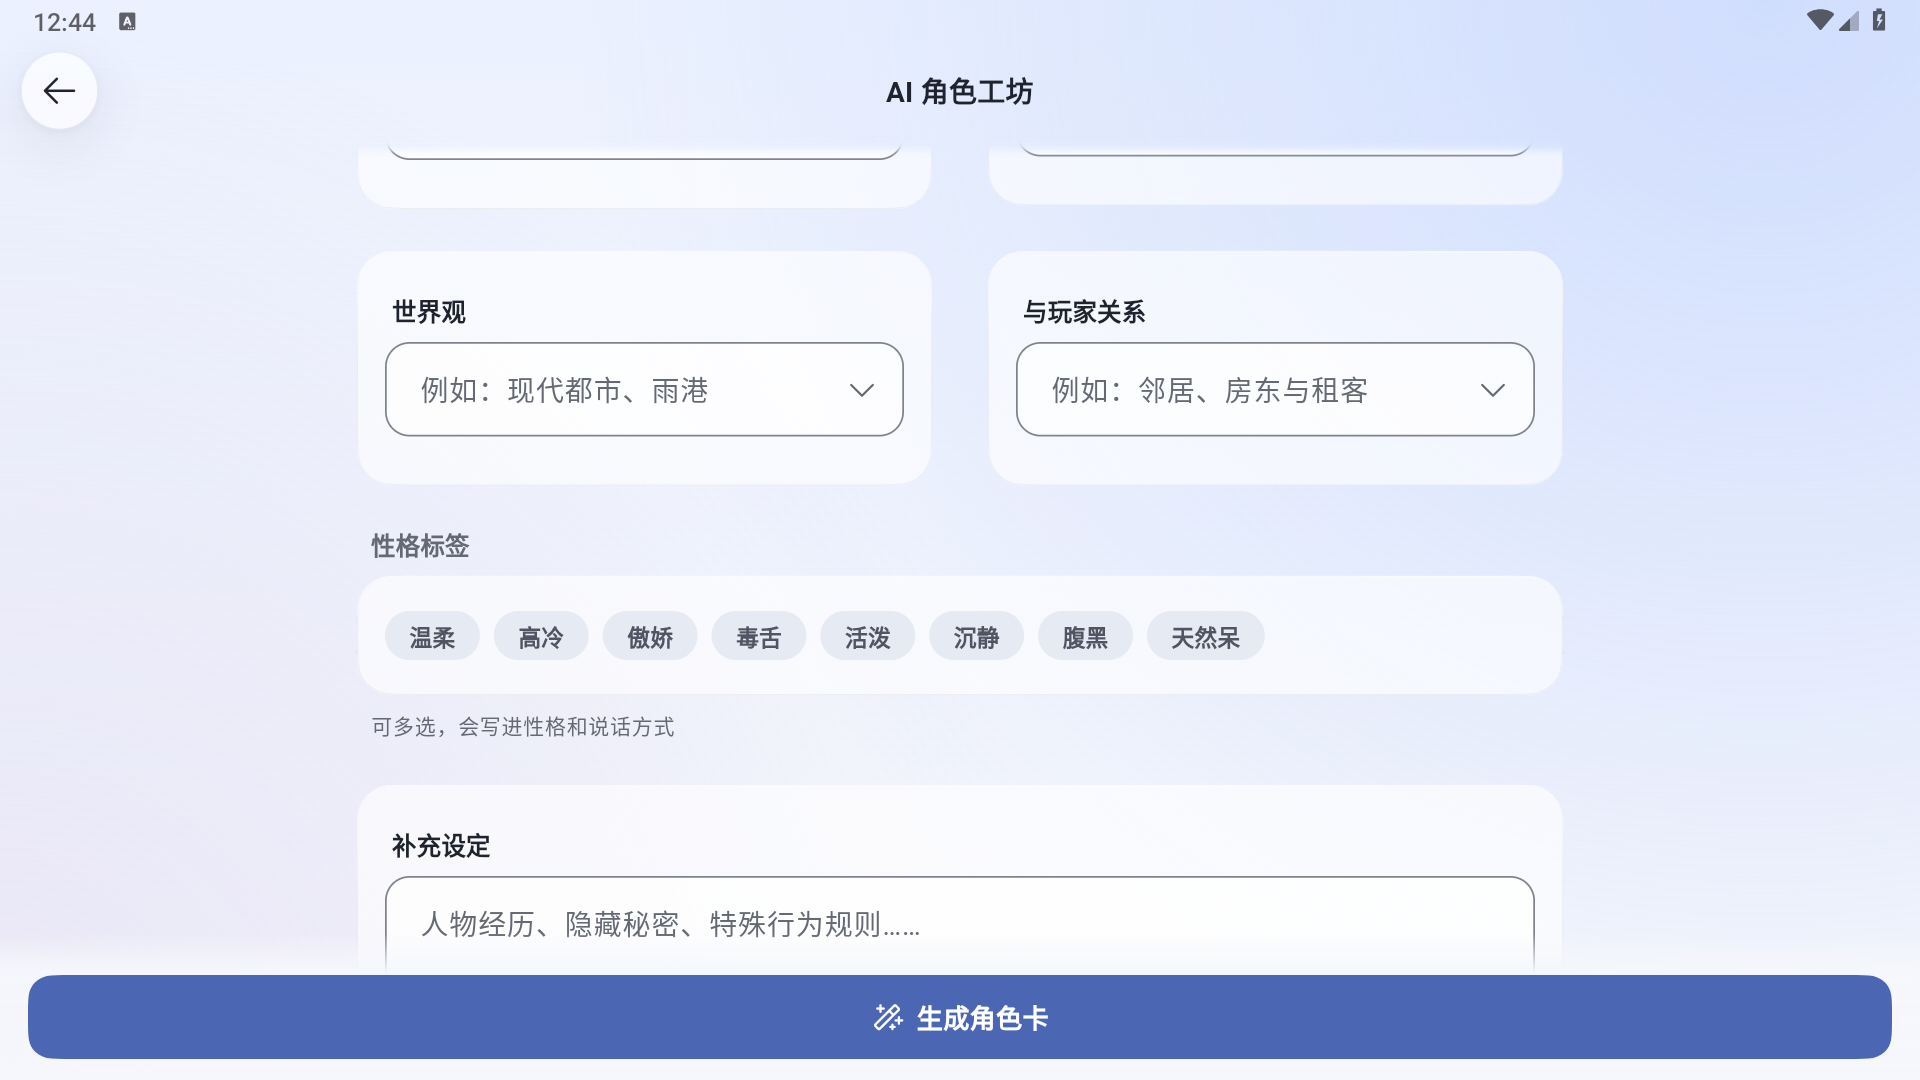 12:44
AI 角色工坊
世界观
例如：现代都市、雨港
与玩家关系
例如：邻居、房东与租客
性格标签
温柔 高冷 傲娇 毒舌 活泼 沉静 腹黑 天然呆
可多选，会写进性格和说话方式
补充设定
人物经历、隐藏秘密、特殊行为规则……
生成角色卡